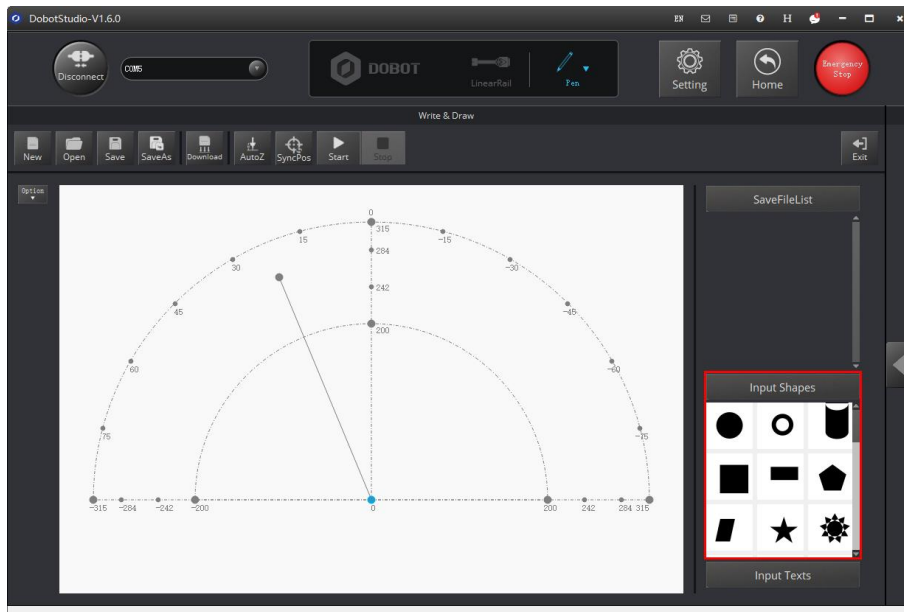 DobotStudio-V1.6.0
EN
H
Disconnect
COM5
DOBOT
LinearRail
Pen
Setting
Home
Emergency
Stop
Write & Draw
New
Open
Save
SaveAs
Download
AutoZ
SyncPos
Start
Stop
Exit
Option
SaveFileList
0
315
15
-15
284
30
-30
242
45
-45
200
60
-60
75
-75
-315 -284 -242 -200 0 200 242 284 315
Input Shapes
Input Texts